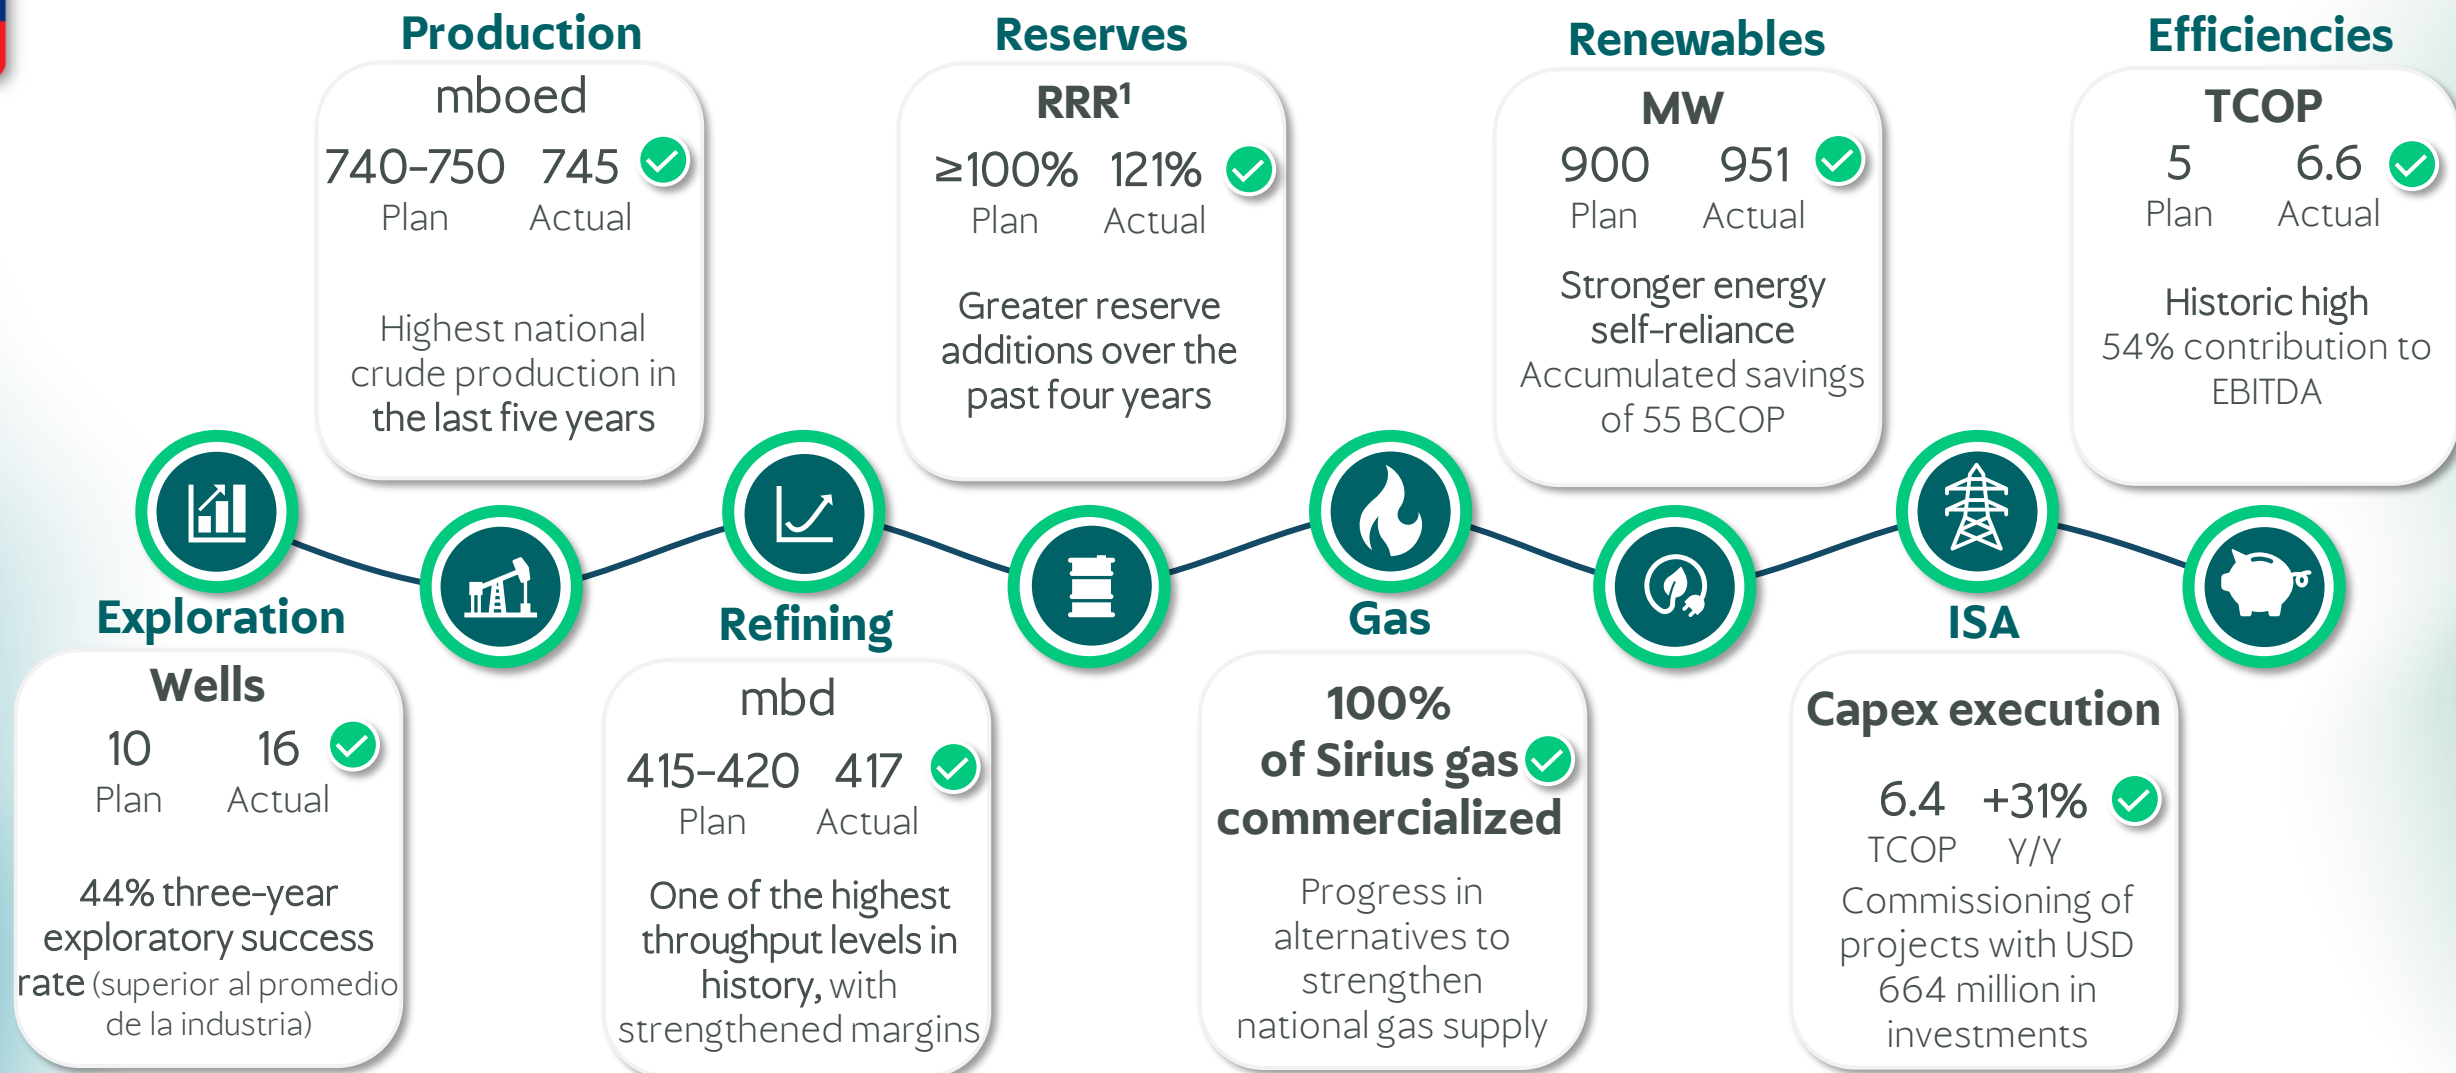 Production
mboed
740-750 745
Plan Actual
Highest national
crude production in
the last five years
Reserves
RRR¹
≥100% 121%
Plan Actual
Greater reserve
additions over the
past four years
Renewables
MW
900 951
Plan Actual
Stronger energy
self-reliance
Accumulated savings
of 55 BCOP
Efficiencies
TCOP
5 6.6
Plan Actual
Historic high
54% contribution to
EBITDA
Exploration
Wells
10 16
Plan Actual
44% three-year
exploratory success
rate (superior al promedio
de la industria)
Refining
mbd
415-420 417
Plan Actual
One of the highest
throughput levels in
history, with
strengthened margins
Gas
100%
of Sirius gas
commercialized
Progress in
alternatives to
strengthen
national gas supply
ISA
Capex execution
6.4 +31%
TCOP Y/Y
Commissioning of
projects with USD
664 million in
investments